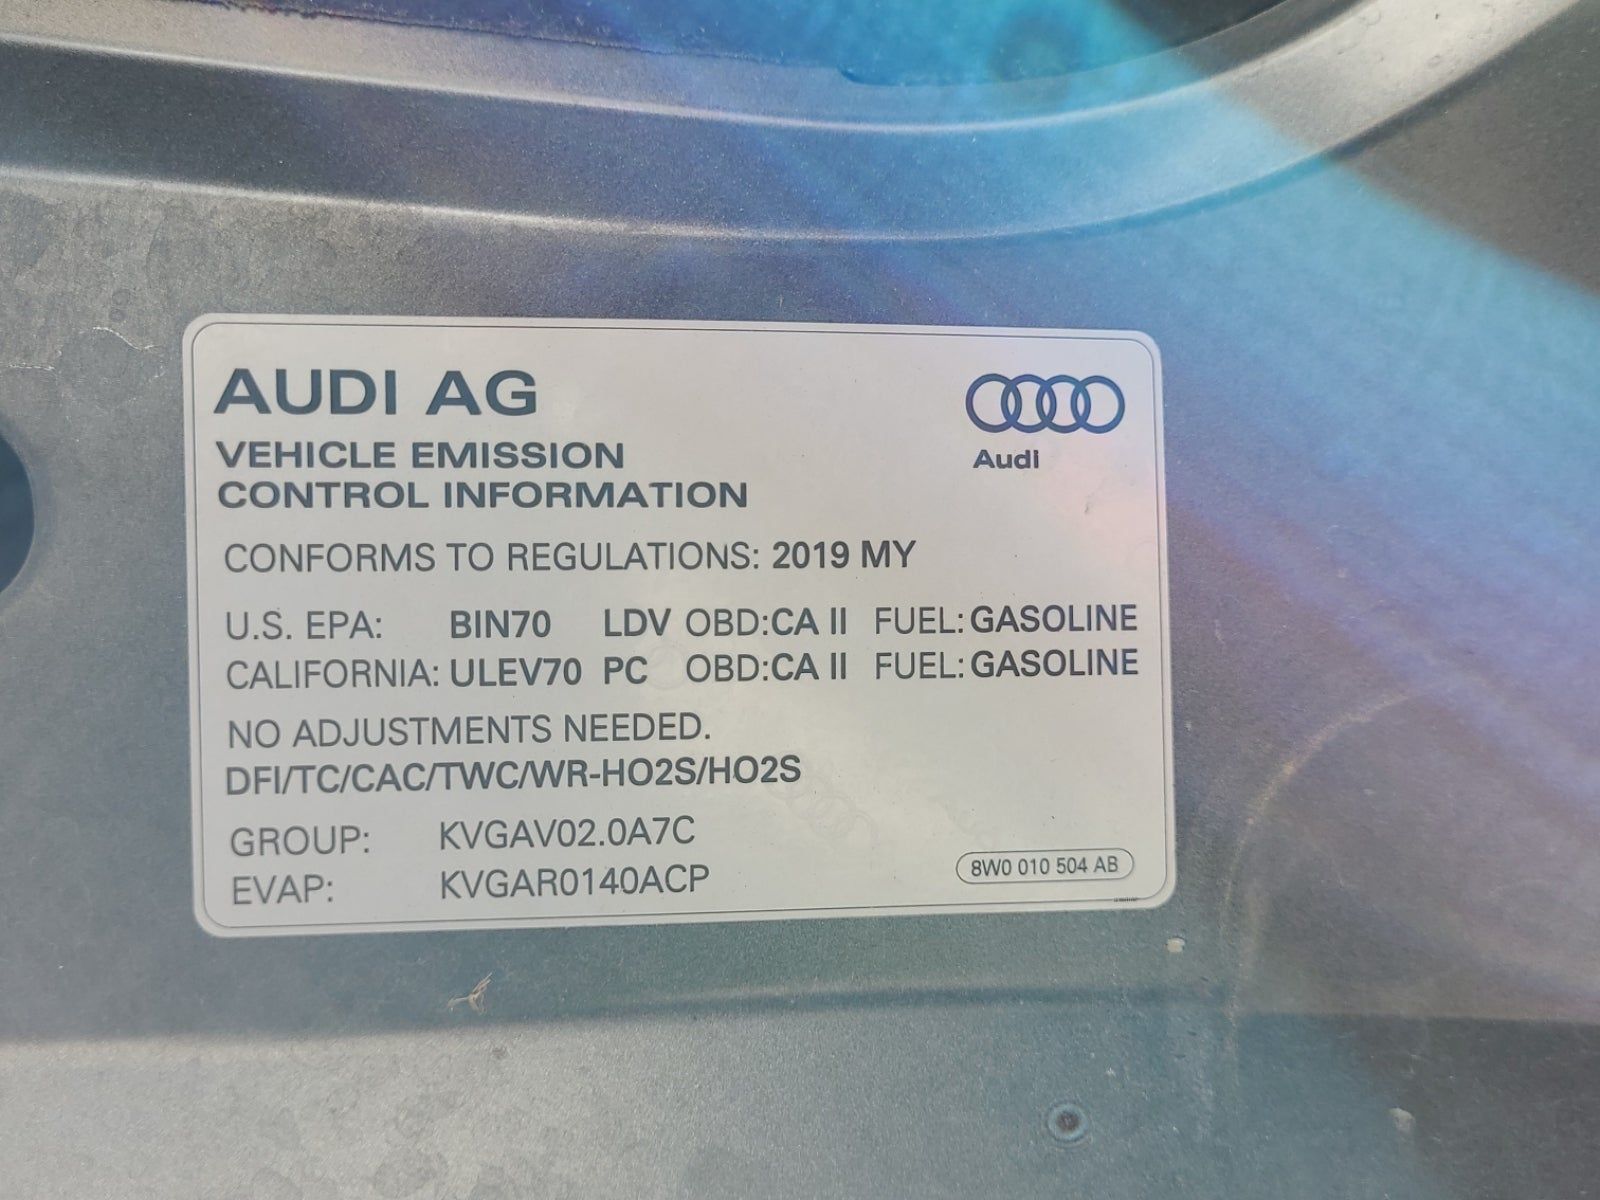 AUDI AG
Audi
VEHICLE EMISSION
CONTROL INFORMATION
CONFORMS TO REGULATIONS: 2019 MY
U.S. EPA: BIN70 LDV OBD:CA II FUEL:GASOLINE
CALIFORNIA: ULEV70 PC OBD:CA II FUEL:GASOLINE
NO ADJUSTMENTS NEEDED.
DFI/TC/CAC/TWC/WR-HO2S/HO2S
GROUP: KVGAV02.0A7C
EVAP: KVGAR0140ACP
8W0 010 504 AB